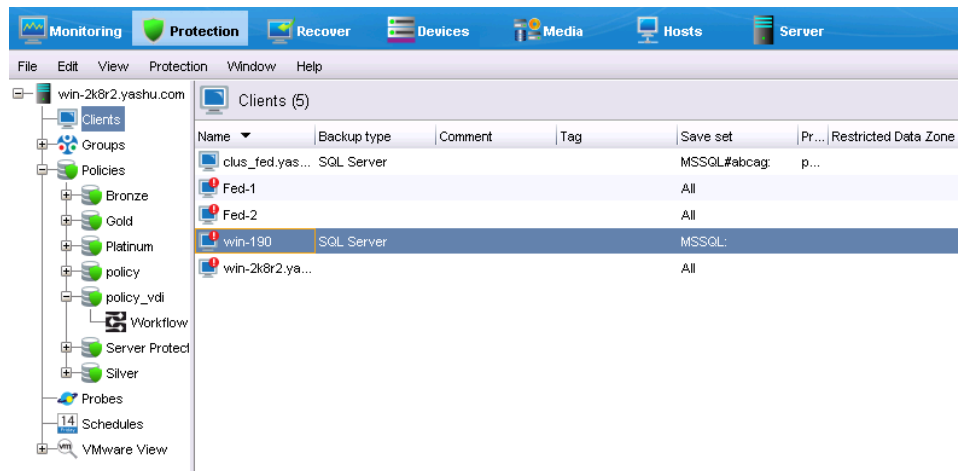 Monitoring Protection Recover Devices Media Hosts Server
File Edit View Protection Window Help
win-2k8r2.yashu.com
Clients
Groups
Policies
Bronze
Gold
Platinum
policy
policy_vdi
Workflow
Server Protect
Silver
Probes
14
Schedules
vm
VMware View
Clients (5)
Name Backup type Comment Tag Save set Pr... Restricted Data Zone
clus_fed.yas... SQL Server MSSQL#abcag: p...
Fed-1 All
Fed-2 All
win-190 SQL Server MSSQL:
win-2k8r2.ya... All